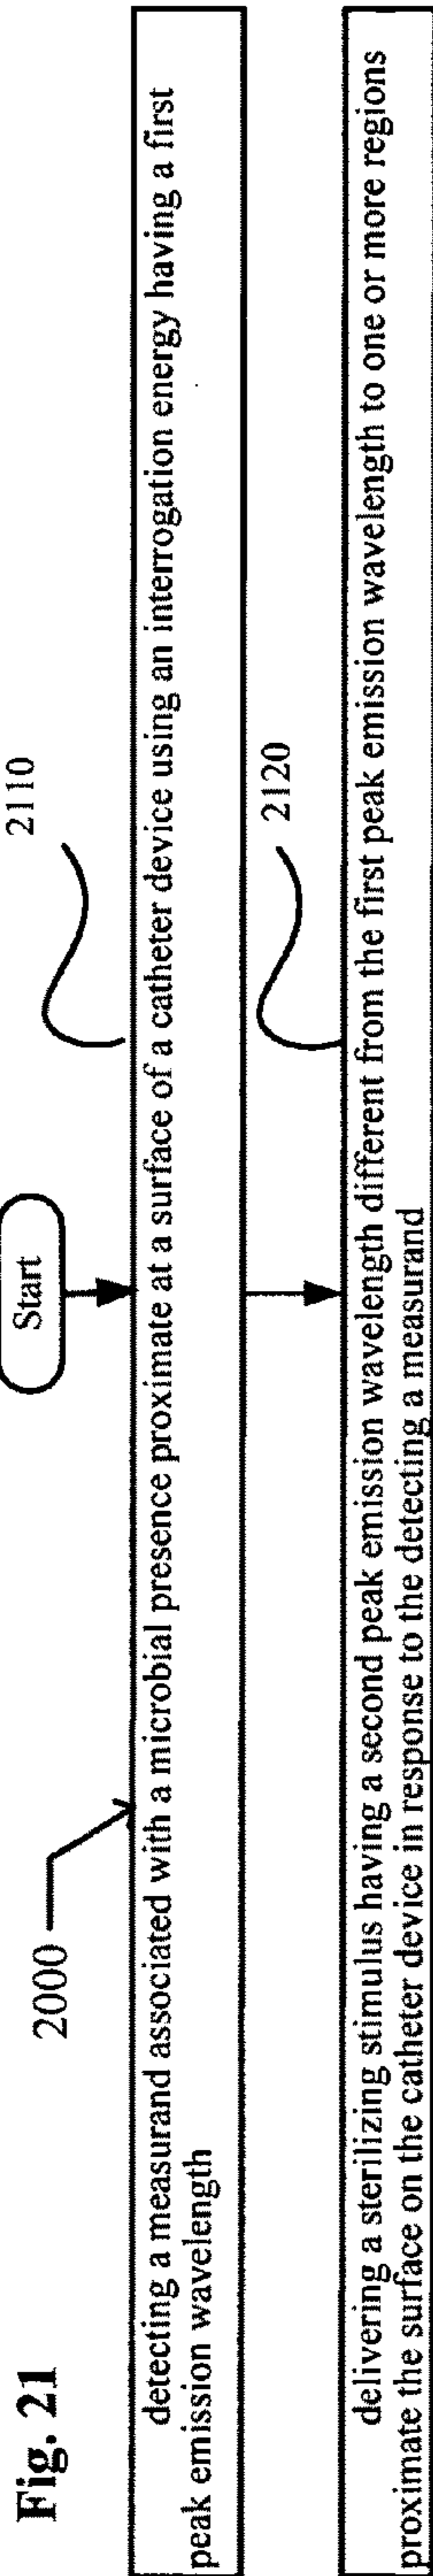 Fig. 21
2000
Start
2110
detecting a measurand associated with a microbial presence proximate at a surface of a catheter device using an interrogation energy having a first
peak emission wavelength
2120
delivering a sterilizing stimulus having a second peak emission wavelength different from the first peak emission wavelength to one or more regions
proximate the surface on the catheter device in response to the detecting a measurand